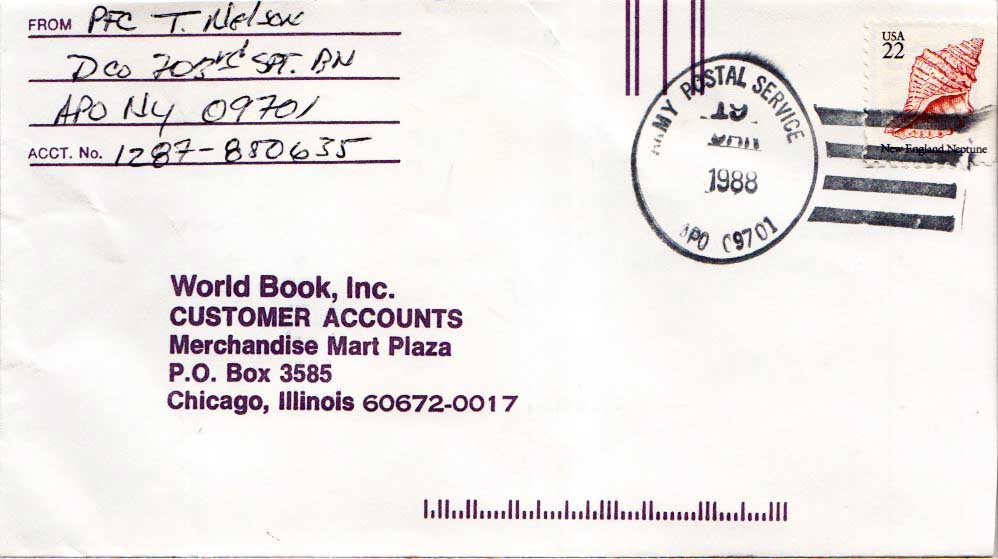 FROM PFC T. Nelson
D Co 703rd SPT. BN
APO NY 09701
ACCT. No. 1287-880635
USA
22
New England Neptune
ARMY POSTAL SERVICE
1988
APO 09701
World Book, Inc.
CUSTOMER ACCOUNTS
Merchandise Mart Plaza
P.O. Box 3585
Chicago, Illinois 60672-0017